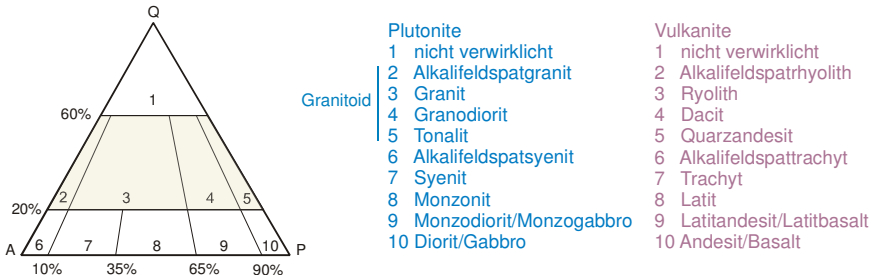 Q
1
60%
2 3 4 5
20%
A 6 7 8 9 10 P
10% 35% 65% 90%
Granitoid
Plutonite
1 nicht verwirklicht
2 Alkalifeldspatgranit
3 Granit
4 Granodiorit
5 Tonalit
6 Alkalifeldspatsyenit
7 Syenit
8 Monzonit
9 Monzodiorit/Monzogabbro
10 Diorit/Gabbro
Vulkanite
1 nicht verwirklicht
2 Alkalifeldspatrhyolith
3 Ryolith
4 Dacit
5 Quarzandesit
6 Alkalifeldspattrachyt
7 Trachyt
8 Latit
9 Latitandesit/Latitbasalt
10 Andesit/Basalt